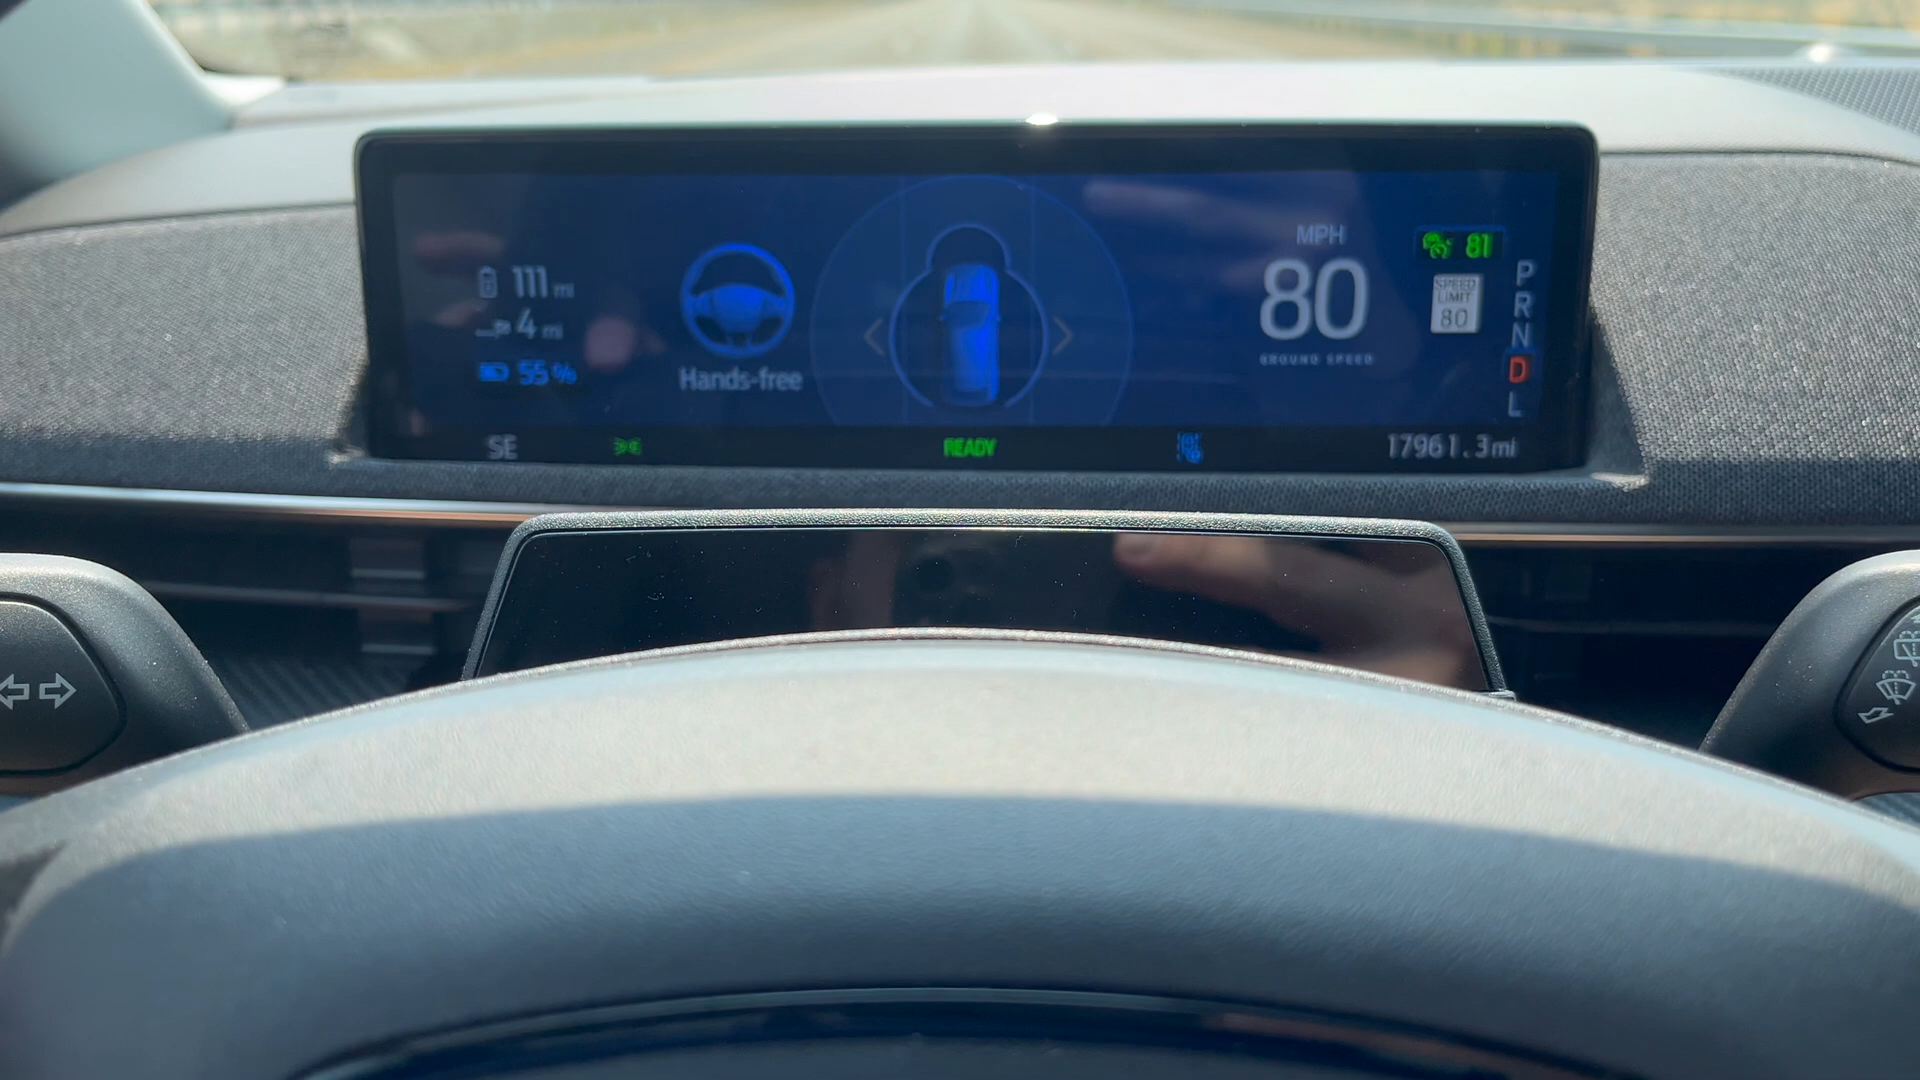 111 mi
4 mi
55 %
Hands-free
MPH
80
GROUND SPEED
81
SPEED
LIMIT
80
P
R
N
D
L
SE
READY
17961.3 mi